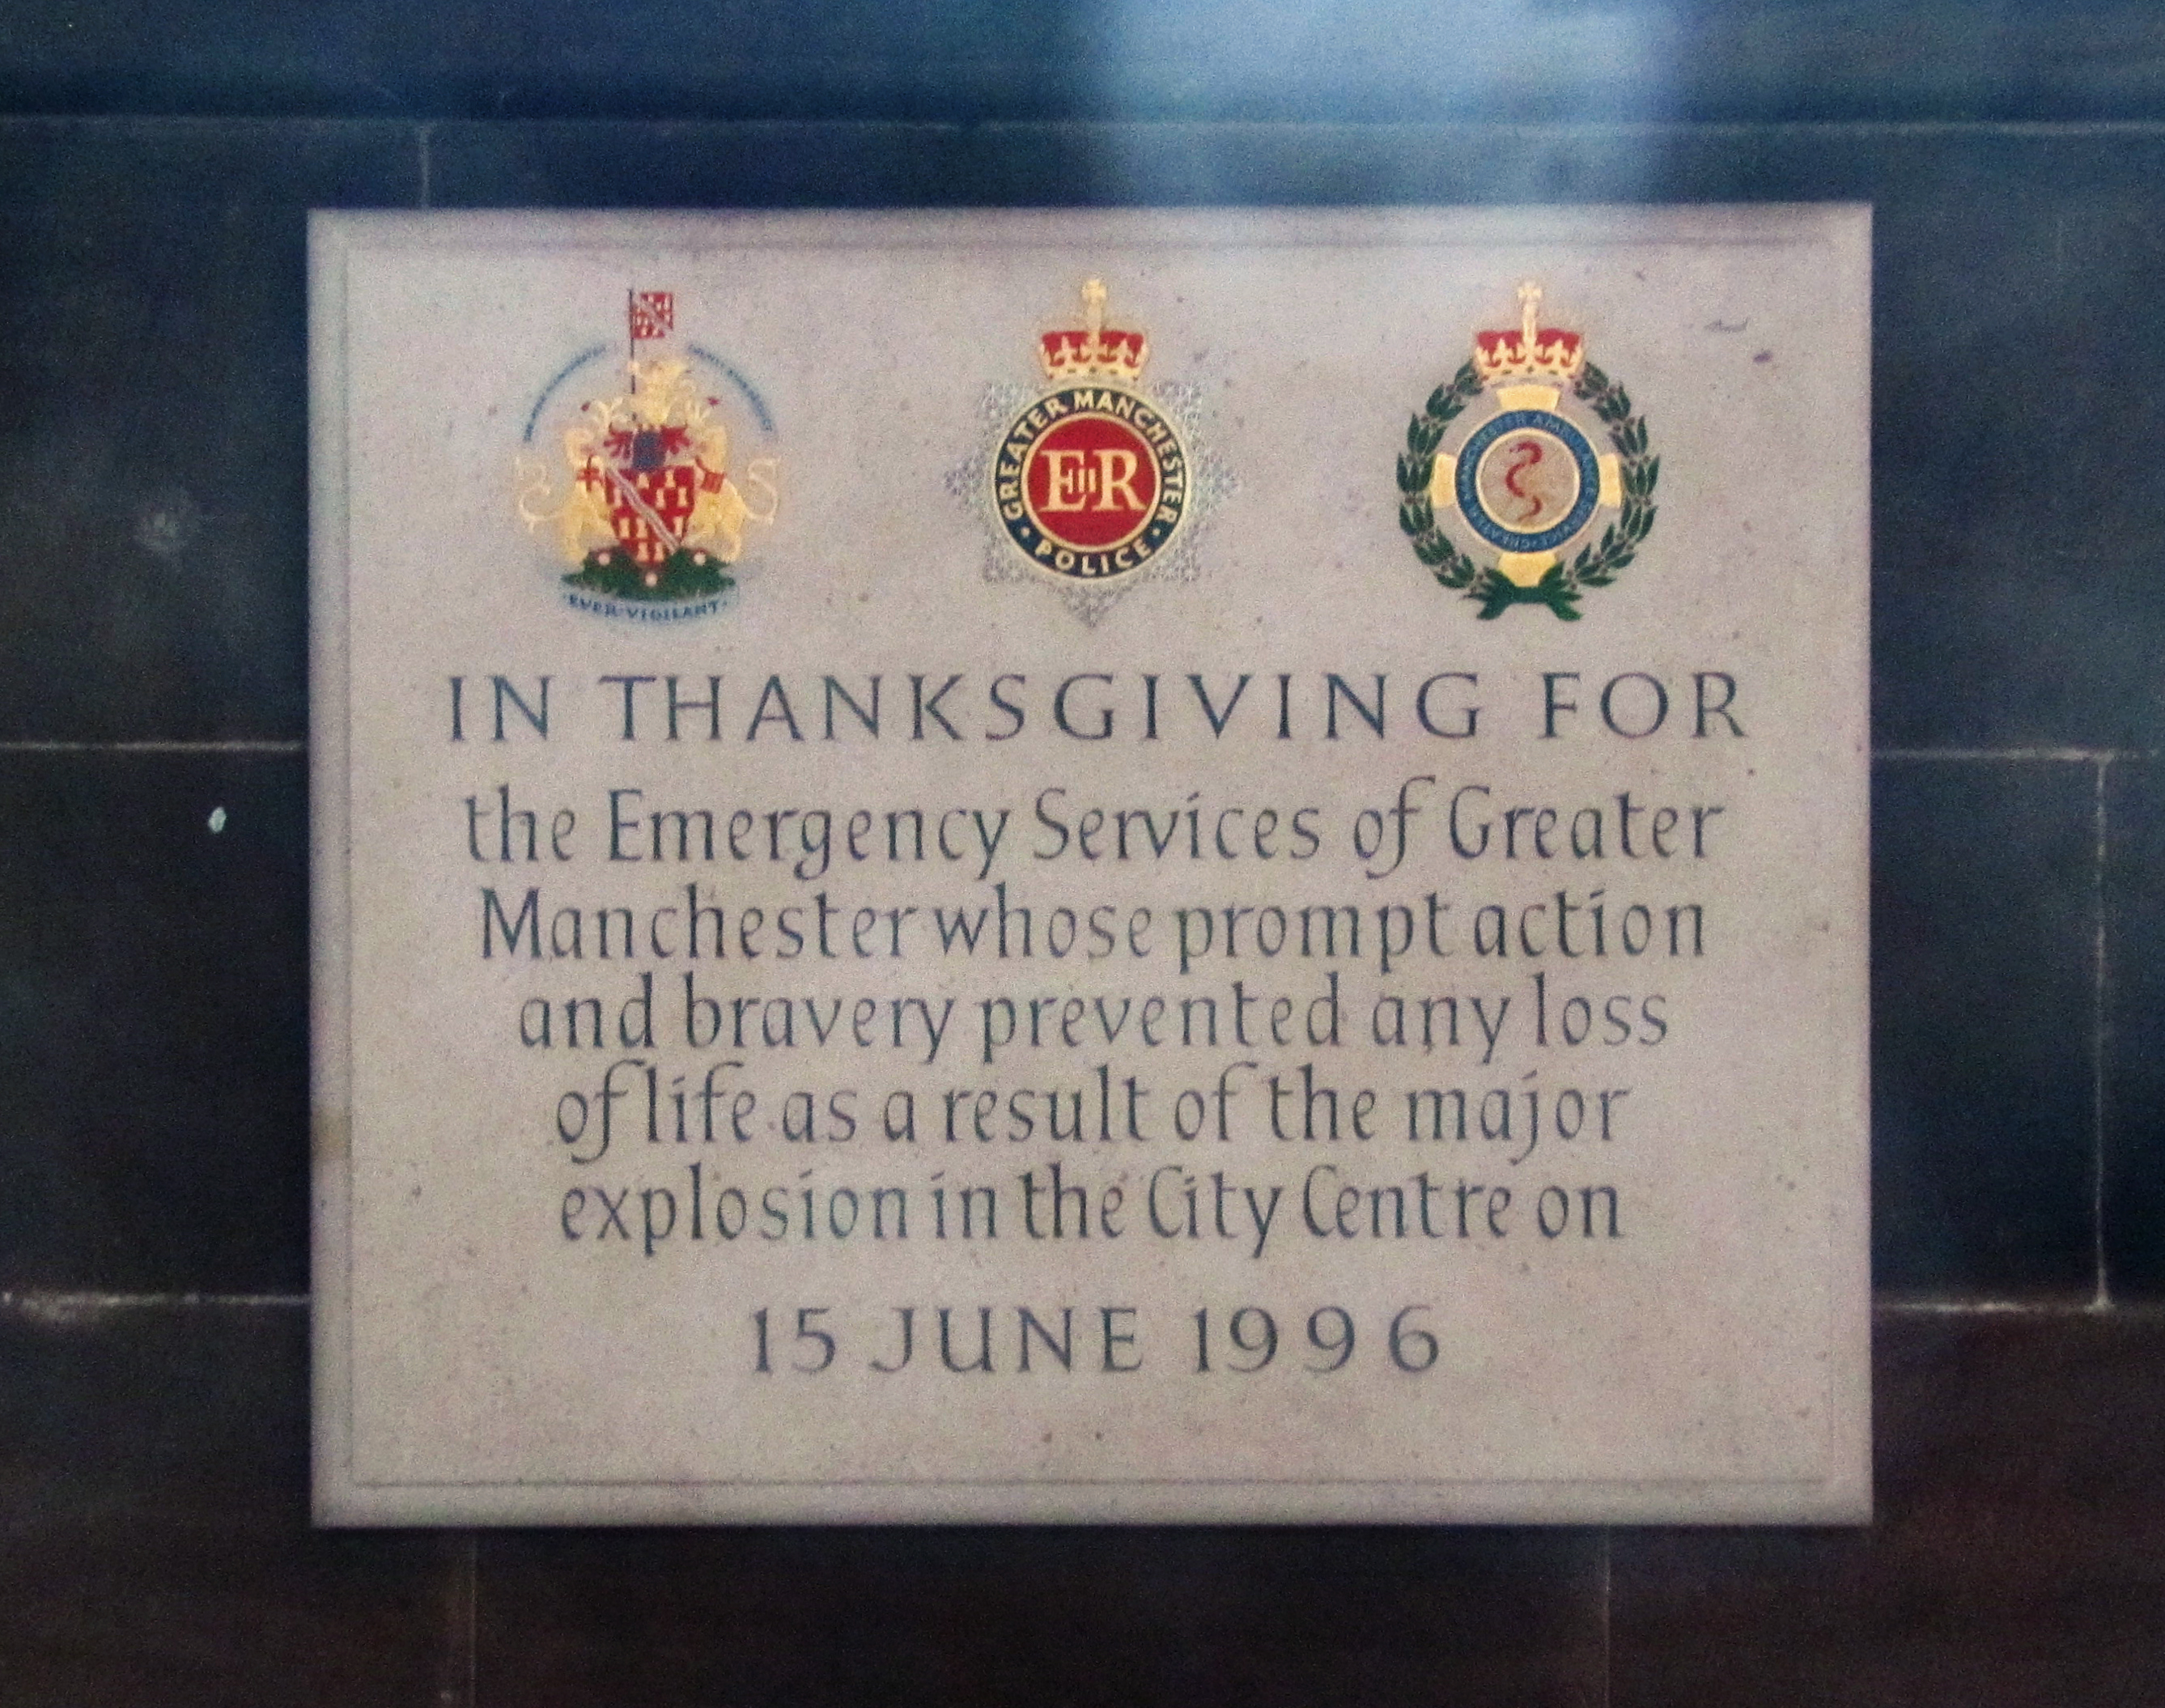 EVER · VIGILANT
GREATER MANCHESTER
· POLICE ·
EIIR
IN THANKSGIVING FOR
the Emergency Services of Greater
Manchester whose prompt action
and bravery prevented any loss
of life as a result of the major
explosion in the City Centre on
15 JUNE 1996